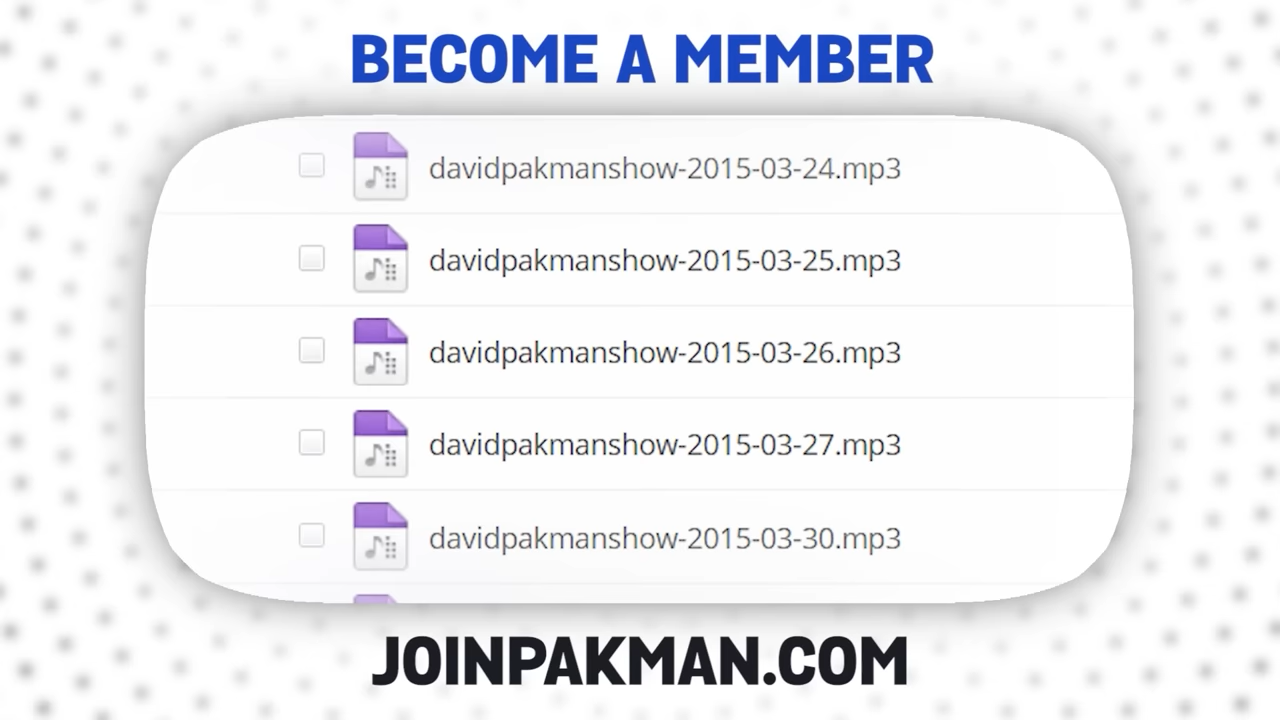 BECOME A MEMBER
davidpakmanshow-2015-03-24.mp3
davidpakmanshow-2015-03-25.mp3
davidpakmanshow-2015-03-26.mp3
davidpakmanshow-2015-03-27.mp3
davidpakmanshow-2015-03-30.mp3
JOINPAKMAN.COM